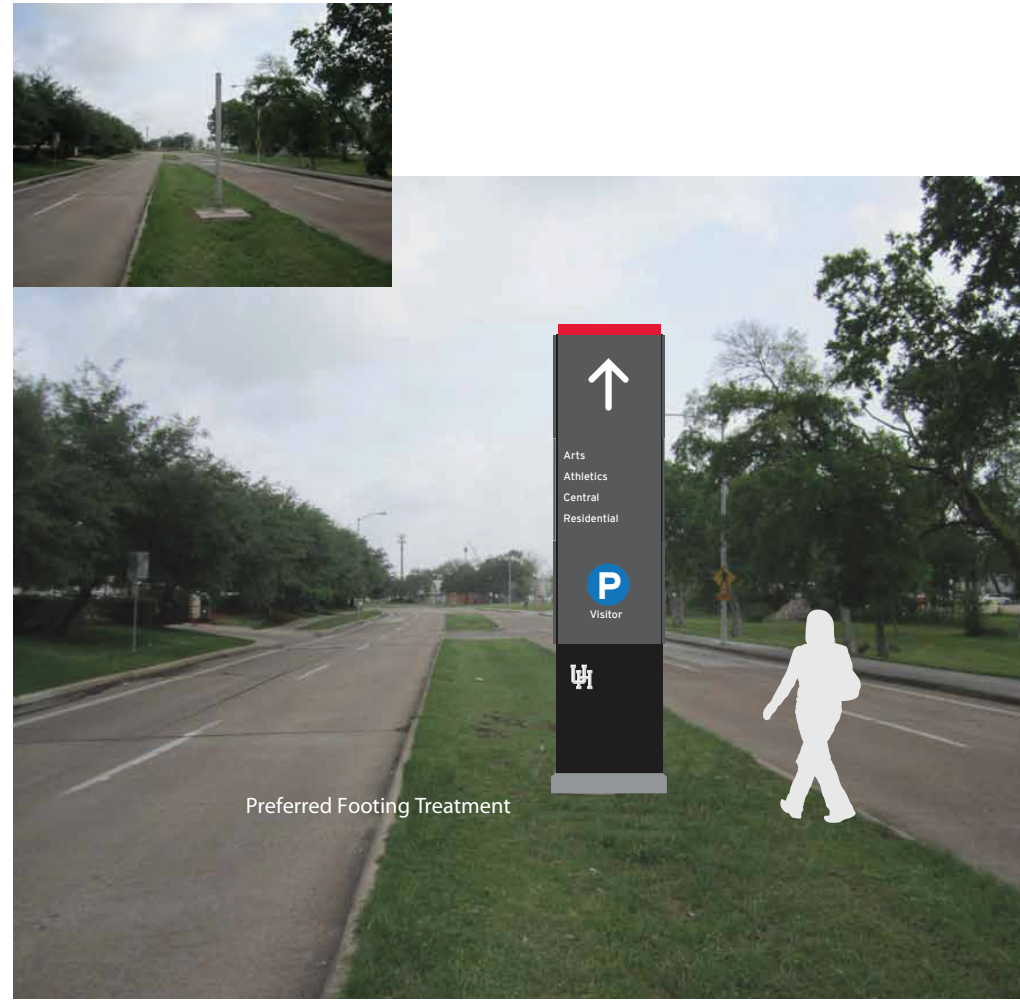 Arts
Athletics
Central
Residential
P
Visitor
UH
Preferred Footing Treatment